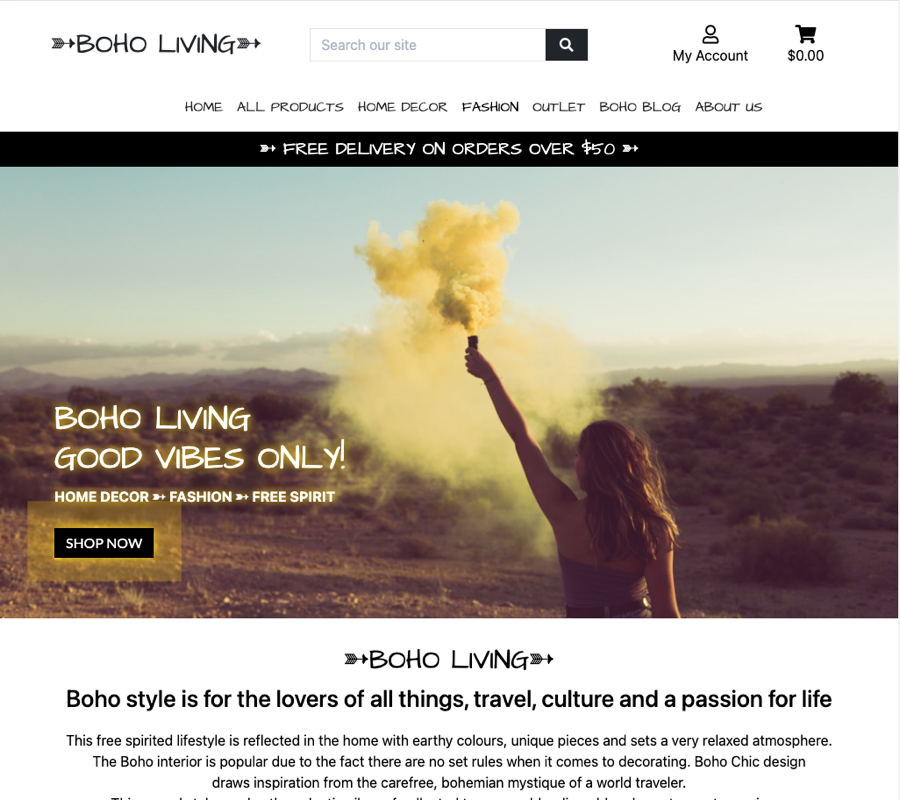 BOHO LIVING
Search our site
My Account
$0.00
HOME ALL PRODUCTS HOME DECOR FASHION OUTLET BOHO BLOG ABOUT US
FREE DELIVERY ON ORDERS OVER $50
BOHO LIVING
GOOD VIBES ONLY!
HOME DECOR ➳ FASHION ➳ FREE SPIRIT
SHOP NOW
BOHO LIVING
Boho style is for the lovers of all things, travel, culture and a passion for life
This free spirited lifestyle is reflected in the home with earthy colours, unique pieces and sets a very relaxed atmosphere.
The Boho interior is popular due to the fact there are no set rules when it comes to decorating. Boho Chic design
draws inspiration from the carefree, bohemian mystique of a world traveler.